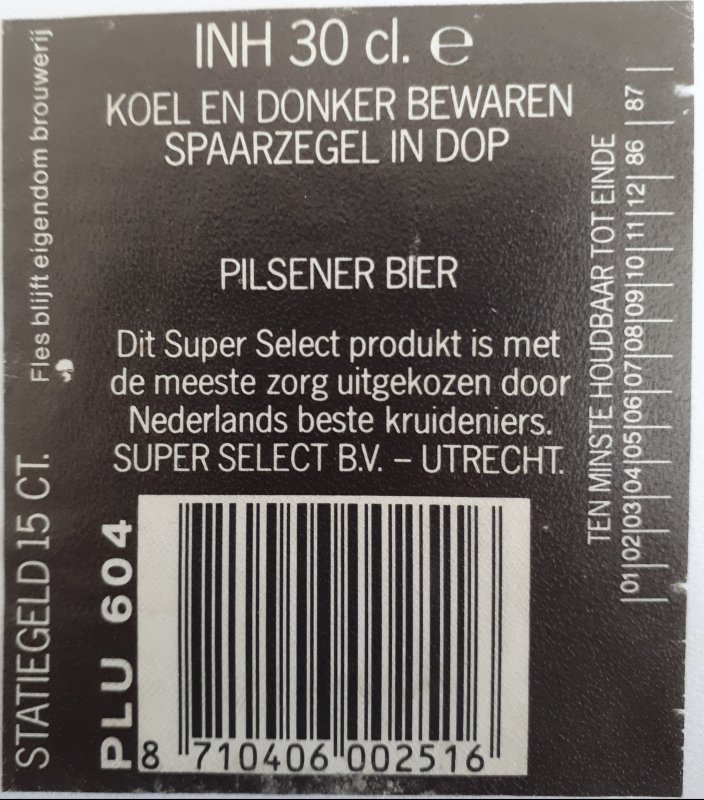 INH 30 cl. e
KOEL EN DONKER BEWAREN
SPAARZEGEL IN DOP
PILSENER BIER
Dit Super Select produkt is met
de meeste zorg uitgekozen door
Nederlands beste kruideniers.
SUPER SELECT B.V. – UTRECHT.
Fles blijft eigendom brouwerij
STATIEGELD 15 CT.
PLU 604
8 710406 002516
TEN MINSTE HOUDBAAR TOT EINDE
|01|02|03|04|05|06|07|08|09|10|11|12| 86 | 87 |